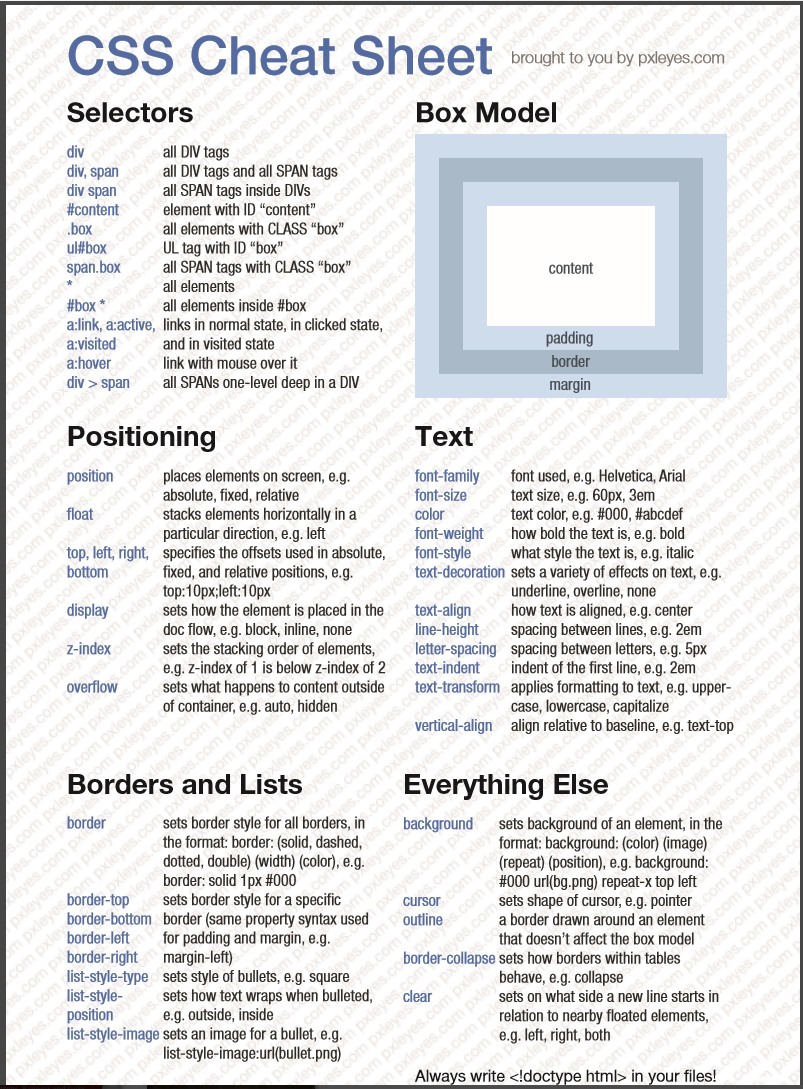 CSS Cheat Sheet brought to you by pxleyes.com
Selectors
div all DIV tags
div, span all DIV tags and all SPAN tags
div span all SPAN tags inside DIVs
#content element with ID “content”
.box all elements with CLASS “box”
ul#box UL tag with ID “box”
span.box all SPAN tags with CLASS “box”
* all elements
#box * all elements inside #box
a:link, a:active, links in normal state, in clicked state,
a:visited and in visited state
a:hover link with mouse over it
div > span all SPANs one-level deep in a DIV
Box Model
content
padding
border
margin
Positioning
position places elements on screen, e.g.
absolute, fixed, relative
float stacks elements horizontally in a
particular direction, e.g. left
top, left, right, specifies the offsets used in absolute,
bottom fixed, and relative positions, e.g.
top:10px;left:10px
display sets how the element is placed in the
doc flow, e.g. block, inline, none
z-index sets the stacking order of elements,
e.g. z-index of 1 is below z-index of 2
overflow sets what happens to content outside
of container, e.g. auto, hidden
Text
font-family font used, e.g. Helvetica, Arial
font-size text size, e.g. 60px, 3em
color text color, e.g. #000, #abcdef
font-weight how bold the text is, e.g. bold
font-style what style the text is, e.g. italic
text-decoration sets a variety of effects on text, e.g.
underline, overline, none
text-align how text is aligned, e.g. center
line-height spacing between lines, e.g. 2em
letter-spacing spacing between letters, e.g. 5px
text-indent indent of the first line, e.g. 2em
text-transform applies formatting to text, e.g. upper-
case, lowercase, capitalize
vertical-align align relative to baseline, e.g. text-top
Borders and Lists
border sets border style for all borders, in
the format: border: (solid, dashed,
dotted, double) (width) (color), e.g.
border: solid 1px #000
border-top sets border style for a specific
border-bottom border (same property syntax used
border-left for padding and margin, e.g.
border-right margin-left)
list-style-type sets style of bullets, e.g. square
list-style- sets how text wraps when bulleted,
position e.g. outside, inside
list-style-image sets an image for a bullet, e.g.
list-style-image:url(bullet.png)
Everything Else
background sets background of an element, in the
format: background: (color) (image)
(repeat) (position), e.g. background:
#000 url(bg.png) repeat-x top left
cursor sets shape of cursor, e.g. pointer
outline a border drawn around an element
that doesn’t affect the box model
border-collapse sets how borders within tables
behave, e.g. collapse
clear sets on what side a new line starts in
relation to nearby floated elements,
e.g. left, right, both
Always write <!doctype html> in your files!